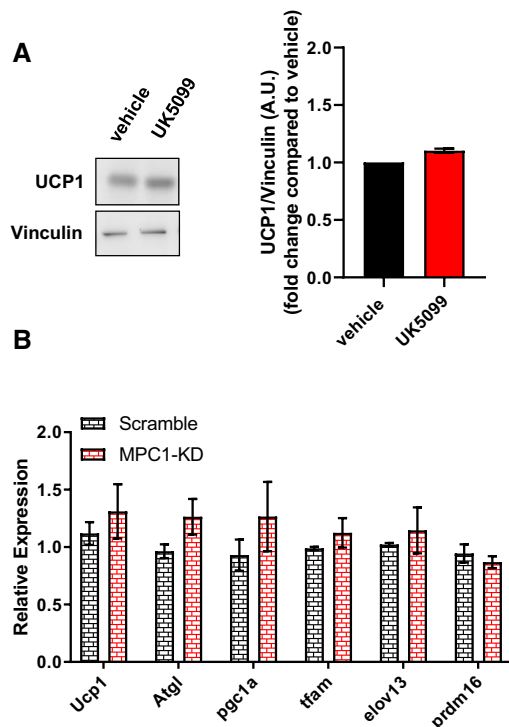 A
vehicle
UK5099
UCP1
Vinculin
UCP1/Vinculin (A.U.)
(fold change compared to vehicle)
2.0
1.5
1.0
0.5
0.0
vehicle
UK5099
B
Scramble
MPC1-KD
Relative Expression
2.0
1.5
1.0
0.5
0.0
Ucp1
Atgl
pgc1a
tfam
elov13
prdm16